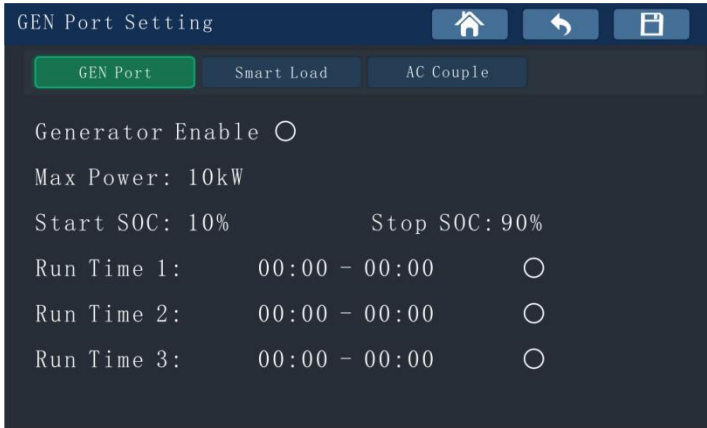 GEN Port Setting
GEN Port Smart Load AC Couple
Generator Enable
Max Power: 10kW
Start SOC: 10% Stop SOC: 90%
Run Time 1: 00:00 - 00:00
Run Time 2: 00:00 - 00:00
Run Time 3: 00:00 - 00:00